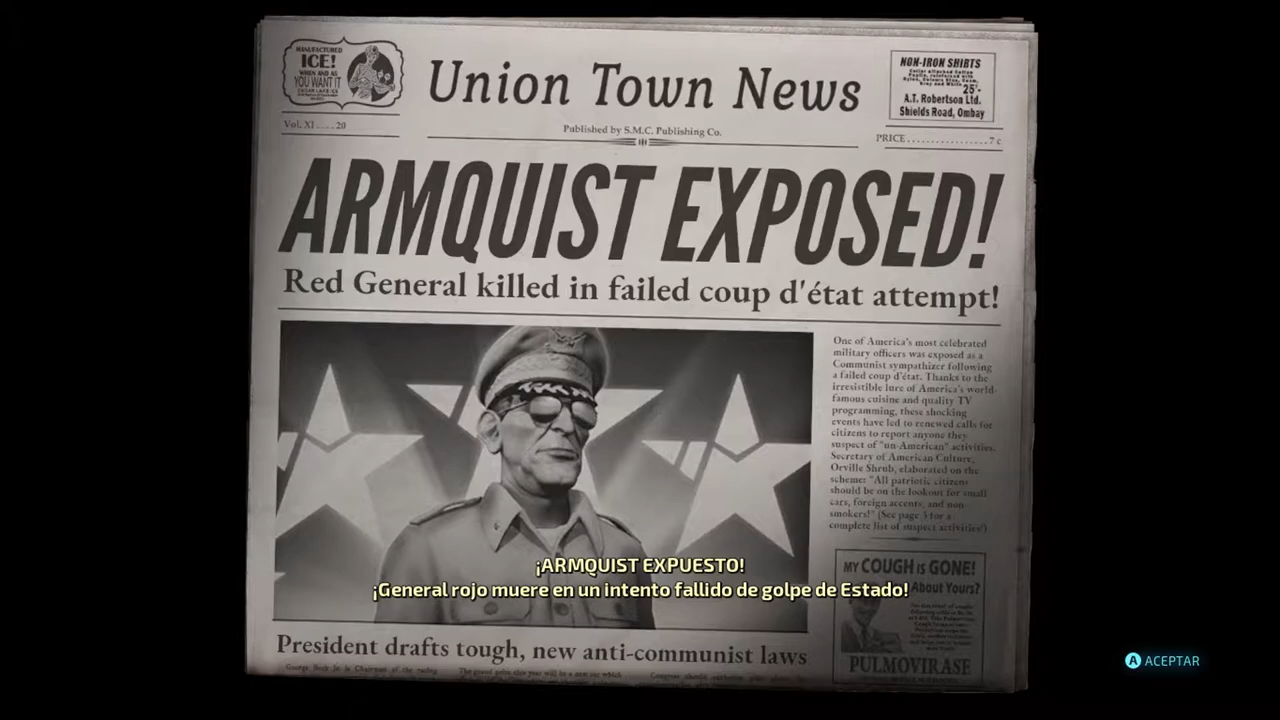 MANUFACTURED
ICE!
WHEN AND AS
YOU WANT IT
Union Town News
NON-IRON SHIRTS
25'-
A.T. Robertson Ltd.
Shields Road, Ombay
Vol. XI....20
Published by S.M.C. Publishing Co.
PRICE...................7 c
ARMQUIST EXPOSED!
Red General killed in failed coup d'état attempt!
One of America's most celebrated
military officers was exposed as a
Communist sympathizer following
a failed coup d'état. Thanks to the
irresistible lure of America's world-
famous cuisine and quality TV
programming, these shocking
events have led to renewed calls for
citizens to report anyone they
suspect of "un-American" activities.
Secretary of American Culture,
Orville Shrub, elaborated on the
scheme: "All patriotic citizens
should be on the lookout for small
cars, foreign accents, and non-
smokers!" (See page 3 for a
complete list of suspect activities!)
¡ARMQUIST EXPUESTO!
¡General rojo muere en un intento fallido de golpe de Estado!
MY COUGH is GONE!
About Yours?
PULMOVIRASE
President drafts tough, new anti-communist laws
A ACEPTAR